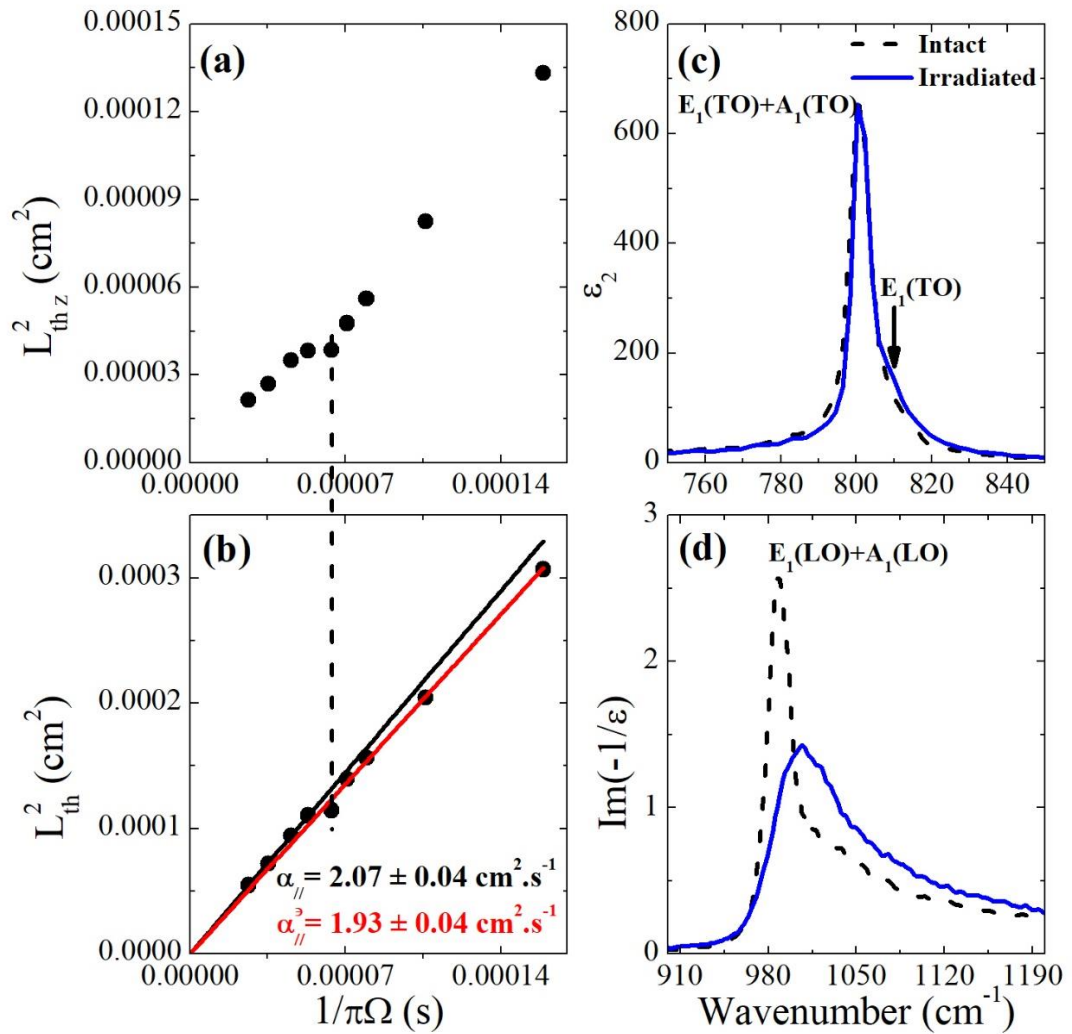 (a)
L²th z (cm²)
0.00015
0.00012
0.00009
0.00006
0.00003
0.00000
0.00000 0.00007 0.00014
(b)
L²th (cm²)
0.0003
0.0002
0.0001
0.0000
α// = 2.07 ± 0.04 cm².s⁻¹
α//э = 1.93 ± 0.04 cm².s⁻¹
0.00000 0.00007 0.00014
1/πΩ (s)
(c)
Intact
Irradiated
E₁(TO)+A₁(TO)
E₁(TO)
ε₂
800
600
400
200
0
760 780 800 820 840
(d)
E₁(LO)+A₁(LO)
Im(-1/ε)
3
2
1
0
910 980 1050 1120 1190
Wavenumber (cm⁻¹)